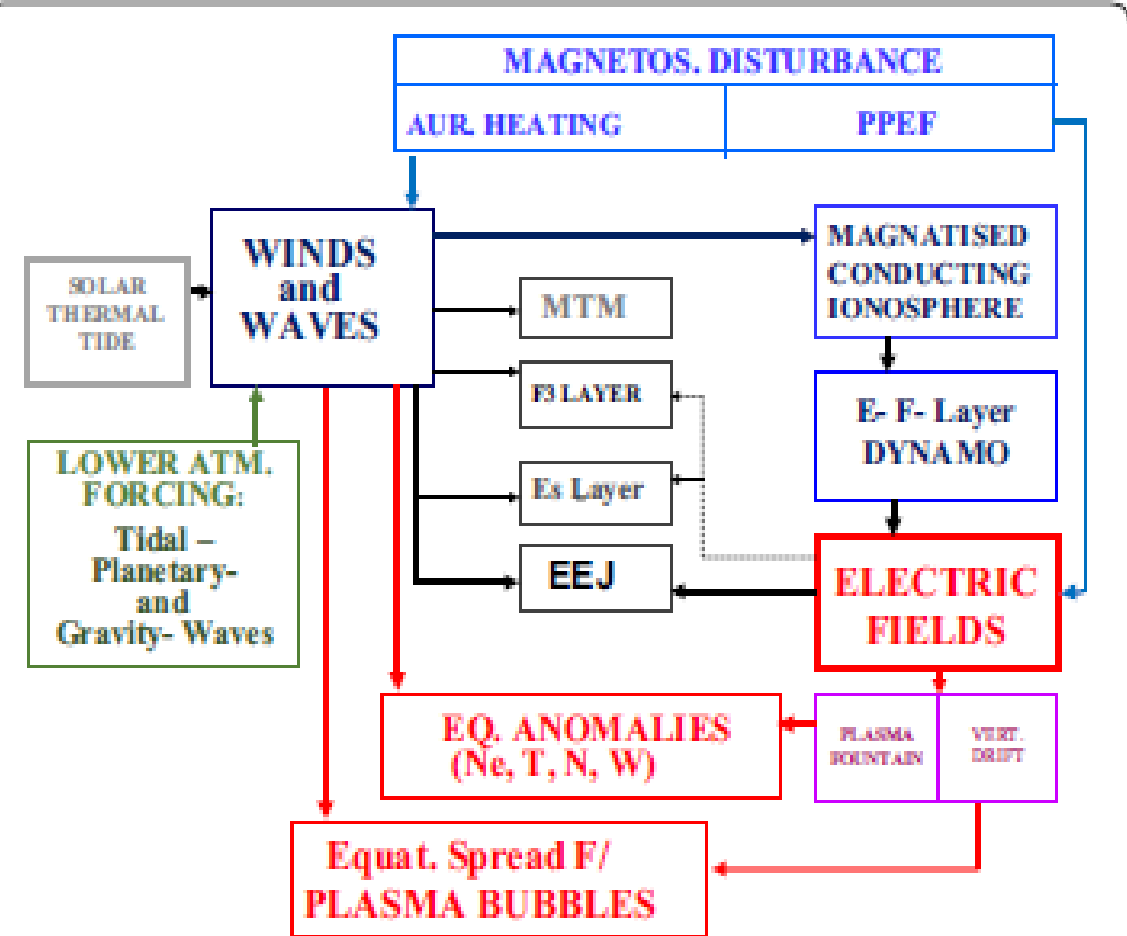 MAGNETOS. DISTURBANCE
AUR. HEATING
PPEF
WINDS
and
WAVES
MAGNATISED
CONDUCTING
IONOSPHERE
SOLAR
THERMAL
TIDE
MTM
F3 LAYER
E- F- Layer
DYNAMO
LOWER ATM.
FORCING:
Tidal –
Planetary-
and
Gravity- Waves
Es Layer
EEJ
ELECTRIC
FIELDS
EQ. ANOMALIES
(Ne, T, N, W)
PLASMA
FOUNTAIN
VERT.
DRIFT
Equat. Spread F/
PLASMA BUBBLES